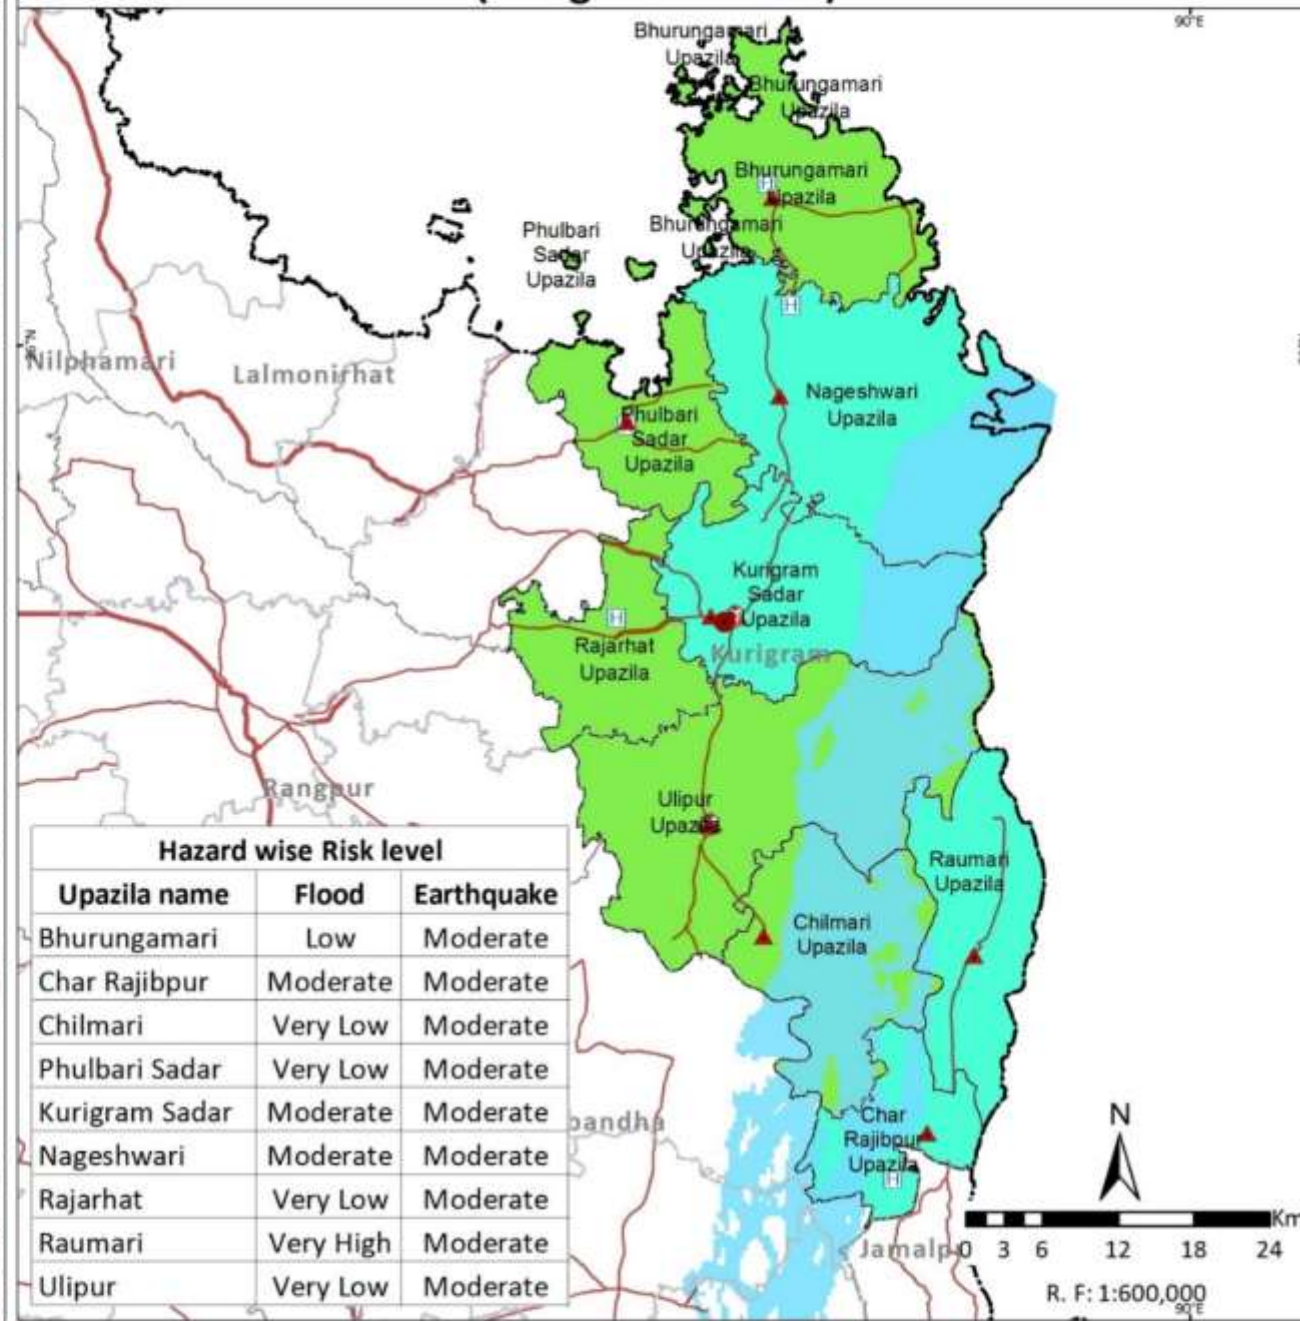 90°E
Bhurungamari
Upazila
Bhurungamari
Upazila
Bhurungamari
Upazila
Bhurungamari
Upazila
Phulbari
Sadar
Upazila
Nilphamari
Lalmonirhat
Nageshwari
Upazila
Phulbari
Sadar
Upazila
Kurigram
Sadar
Upazila
Kurigram
Rajarhat
Upazila
Rangpur
Ulipur
Upazila
Raumari
Upazila
Chilmari
Upazila
Char
Rajibpur
Upazila
bandha
Jamalp
H
H
H
H
Hazard wise Risk level
Upazila name Flood Earthquake
Bhurungamari Low Moderate
Char Rajibpur Moderate Moderate
Chilmari Very Low Moderate
Phulbari Sadar Very Low Moderate
Kurigram Sadar Moderate Moderate
Nageshwari Moderate Moderate
Rajarhat Very Low Moderate
Raumari Very High Moderate
Ulipur Very Low Moderate
N
Km
0 3 6 12 18 24
R. F: 1:600,000
90°E